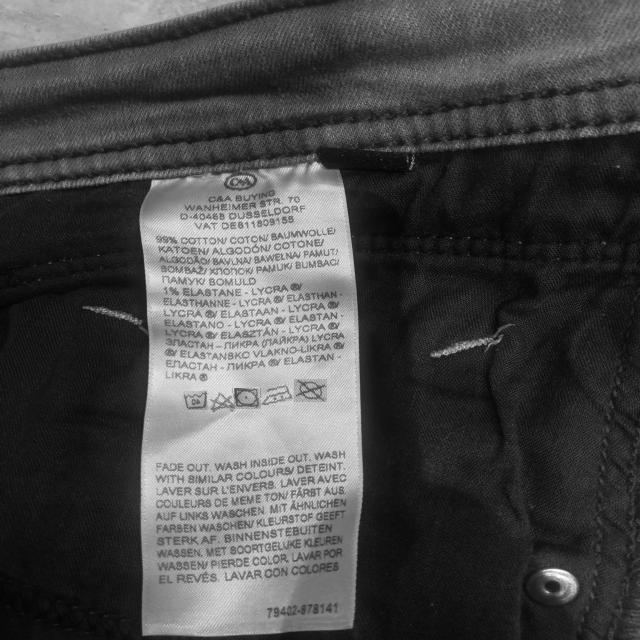 C&A
C&A BUYING
WANHEIMER STR. 70
D-40468 DUSSELDORF
VAT DE811809155
99% COTTON/ COTON/ BAUMWOLLE/
KATOEN/ ALGODÓN/ COTONE/
ALGODÃO/ BAVLNA/ BAWEŁNA/ PAMUT/
BOMBAŽ/ ХЛОПОК/ PAMUK/ BUMBAC/
ПАМУК/ BOMULD
1% ELASTANE - LYCRA ®/
ELASTHANNE - LYCRA ®/ ELASTHAN -
LYCRA ®/ ELASTAAN - LYCRA ®/
ELASTANO - LYCRA ®/ ELASTAN -
LYCRA ®/ ELASZTÁN - LYCRA ®/
ЭЛАСТАН - ЛИКРА (ЛАЙКРА) LYCRA
®/ ELASTANSKO VLAKNO-LIKRA ®/
ЕЛАСТАН - ЛИКРА ®/ ELASTAN -
LIKRA ®
FADE OUT. WASH INSIDE OUT. WASH
WITH SIMILAR COLOURS/ DETEINT.
LAVER SUR L'ENVERS. LAVER AVEC
COULEURS DE MEME TON/ FÄRBT AUS.
AUF LINKS WASCHEN. MIT ÄHNLICHEN
FARBEN WASCHEN/ KLEURSTOF GEEFT
STERK AF. BINNENSTEBUITEN
WASSEN. MET SOORTGELIJKE KLEUREN
WASSEN/ PIERDE COLOR. LAVAR POR
EL REVÉS. LAVAR CON COLORES
79402-878141